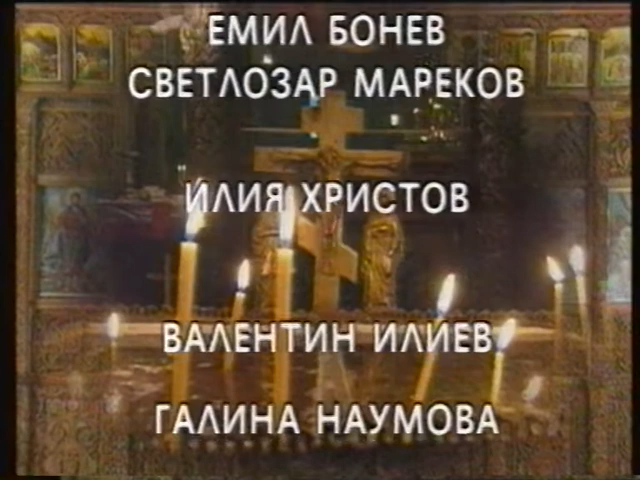 ЕМИЛ БОНЕВ
СВЕТЛОЗАР МАРЕКОВ
ИЛИЯ ХРИСТОВ
ВАЛЕНТИН ИЛИЕВ
ГАЛИНА НАУМОВА